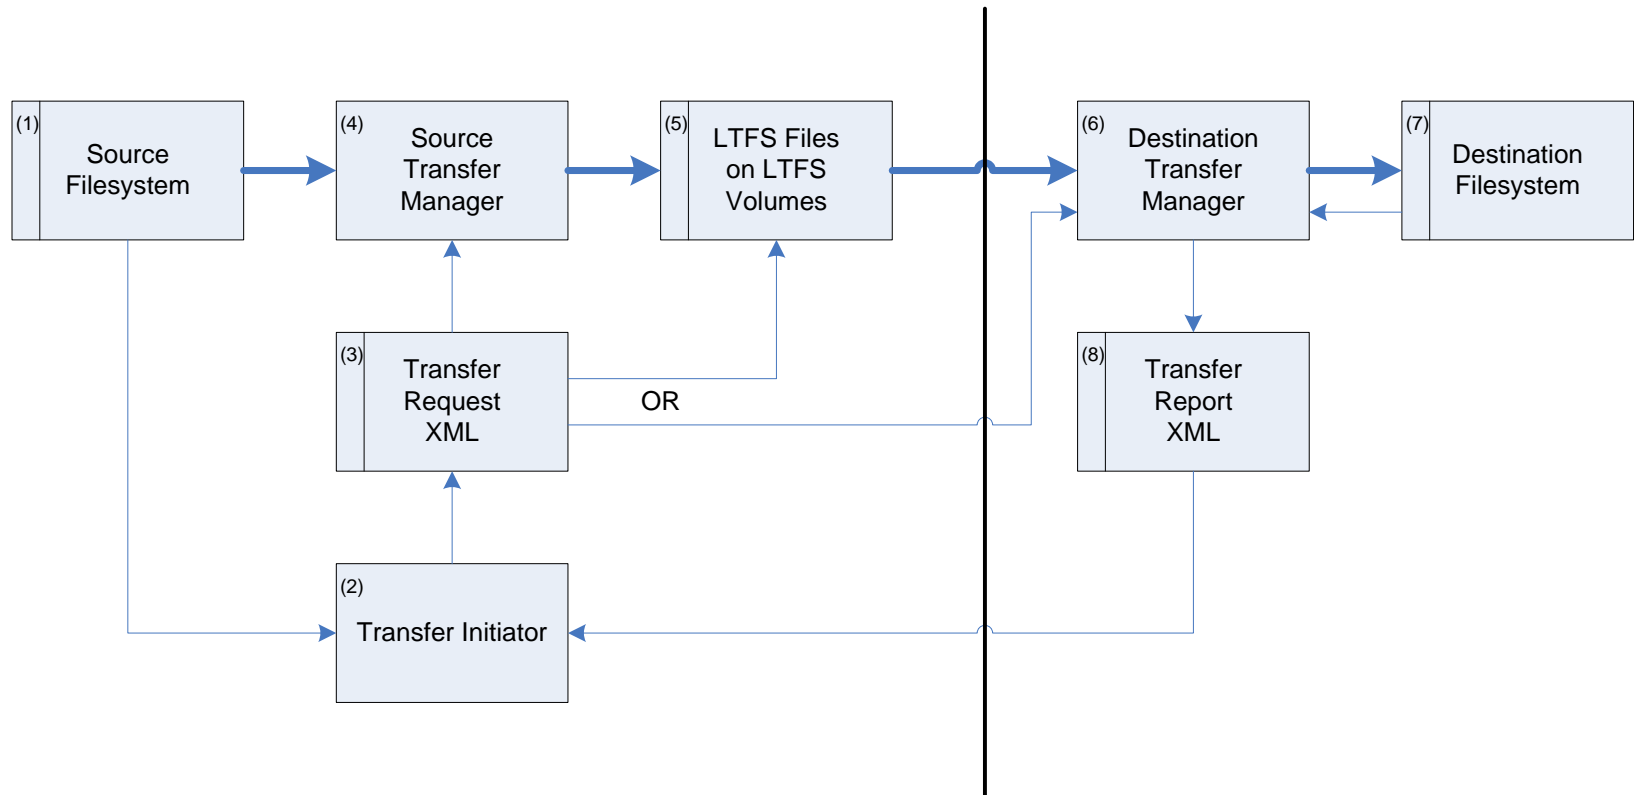 (1)
Source
Filesystem
(4)
Source
Transfer
Manager
(5)
LTFS Files
on LTFS
Volumes
(6)
Destination
Transfer
Manager
(7)
Destination
Filesystem
(3)
Transfer
Request
XML
OR
(8)
Transfer
Report
XML
(2)
Transfer Initiator